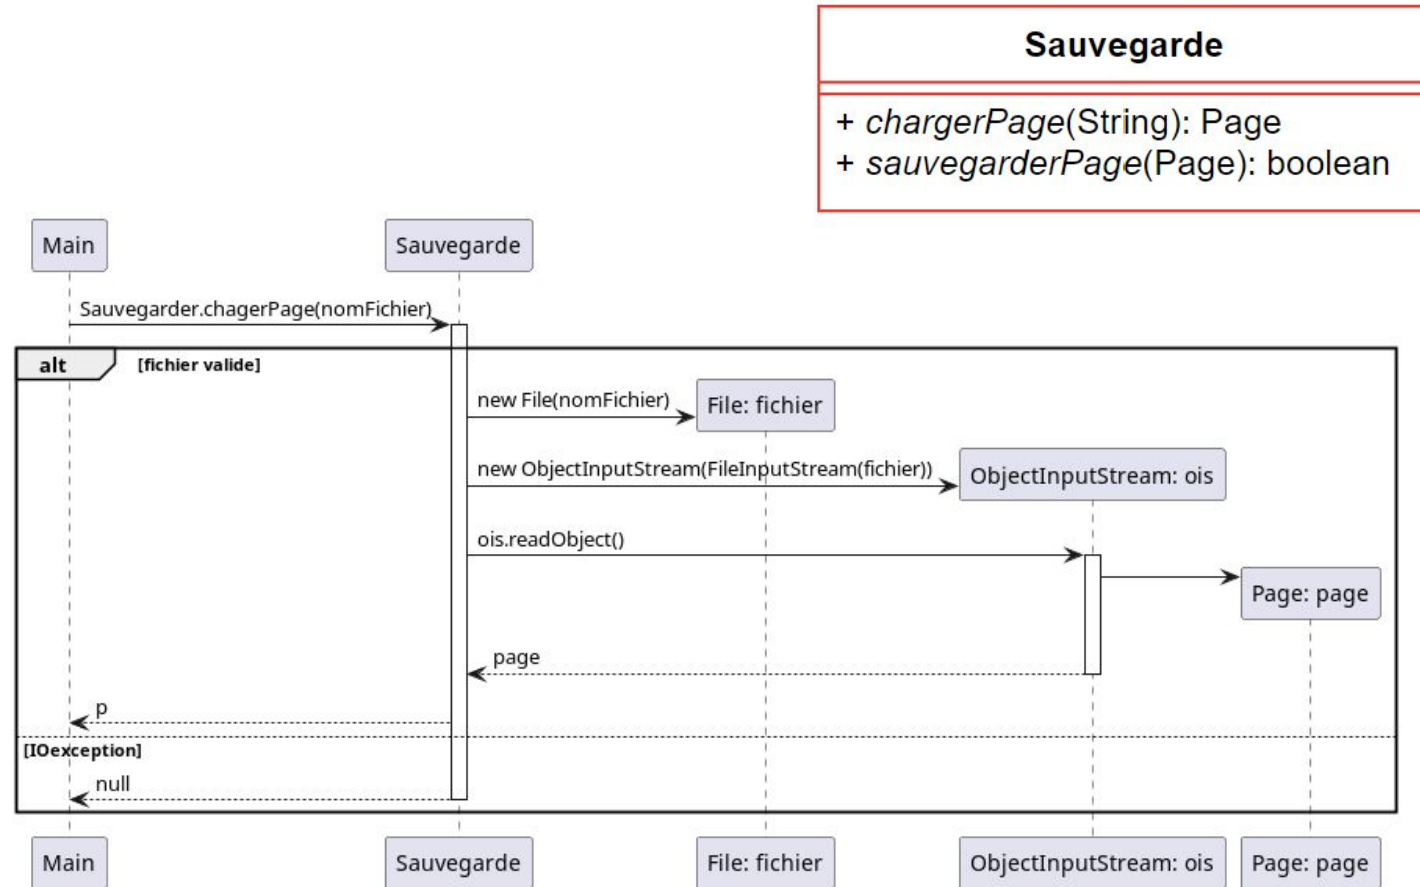 Sauvegarde
+ chargerPage(String): Page
+ sauvegarderPage(Page): boolean
Main
Sauvegarde
Sauvegarder.chagerPage(nomFichier)
alt
[fichier valide]
new File(nomFichier)
File: fichier
new ObjectInputStream(FileInputStream(fichier))
ObjectInputStream: ois
ois.readObject()
Page: page
page
p
[IOexception]
null
Main
Sauvegarde
File: fichier
ObjectInputStream: ois
Page: page